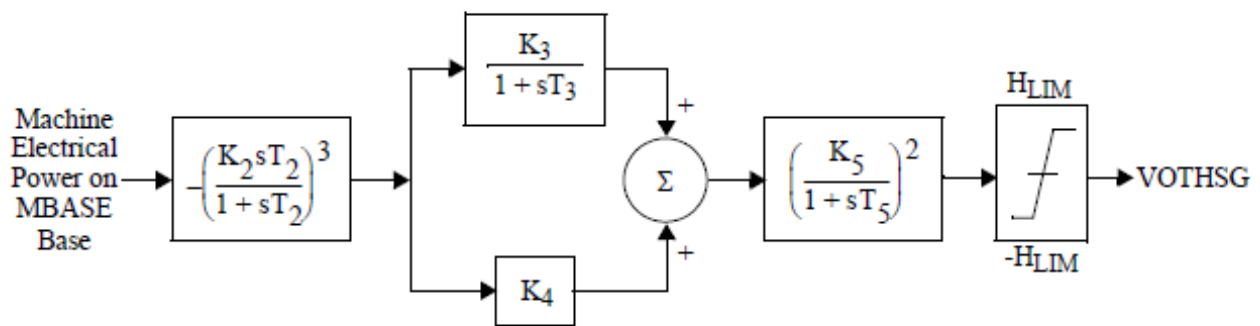 Machine
Electrical
Power on
MBASE
Base
-(K2sT2 / 1 + sT2)3
K3 / 1 + sT3
+
Σ
+
K4
(K5 / 1 + sT5)2
HLIM
-HLIM
VOTHSG